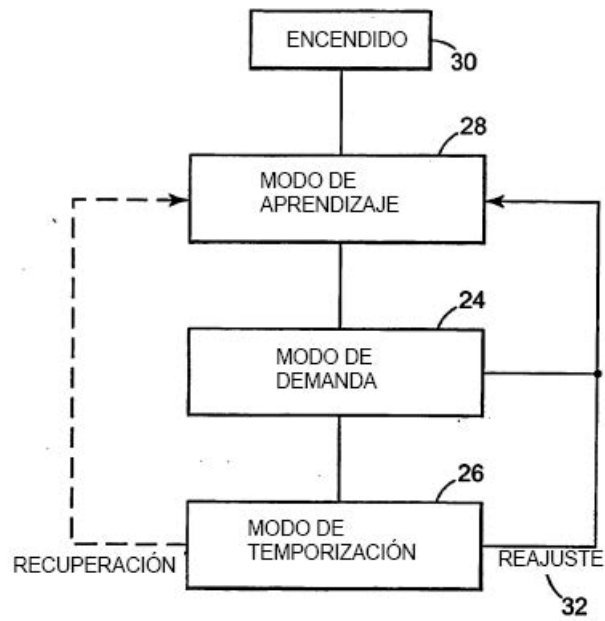 ENCENDIDO
30
28
MODO DE
APRENDIZAJE
24
MODO DE
DEMANDA
26
MODO DE
TEMPORIZACIÓN
RECUPERACIÓN
REAJUSTE
32